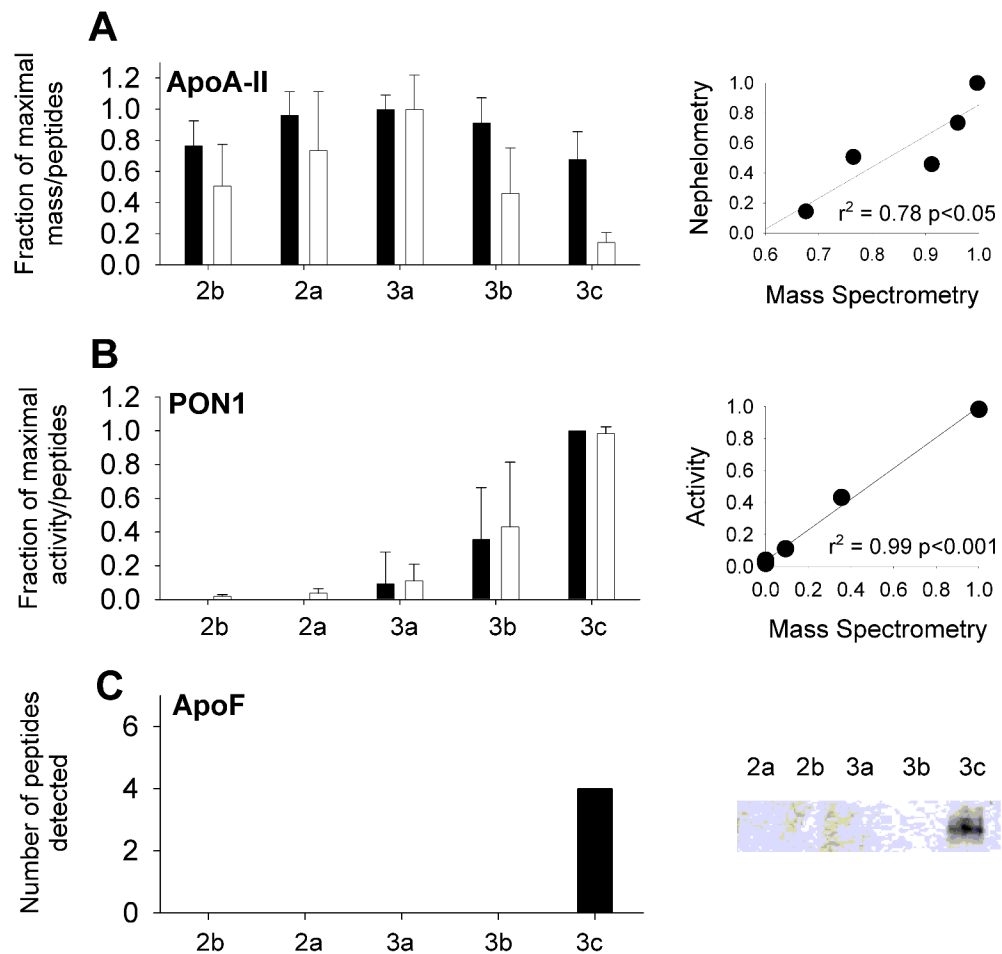 A
ApoA-II
Fraction of maximal
mass/peptides
1.2
1.0
0.8
0.6
0.4
0.2
0.0
2b 2a 3a 3b 3c
Nephelometry
1.0
0.8
0.6
0.4
0.2
0.0
r² = 0.78 p<0.05
0.6 0.7 0.8 0.9 1.0
Mass Spectrometry
B
PON1
Fraction of maximal
activity/peptides
1.2
1.0
0.8
0.6
0.4
0.2
0.0
2b 2a 3a 3b 3c
Activity
1.0
0.8
0.6
0.4
0.2
0.0
r² = 0.99 p<0.001
0.0 0.2 0.4 0.6 0.8 1.0
Mass Spectrometry
C
ApoF
Number of peptides
detected
6
4
2
0
2b 2a 3a 3b 3c
2a 2b 3a 3b 3c